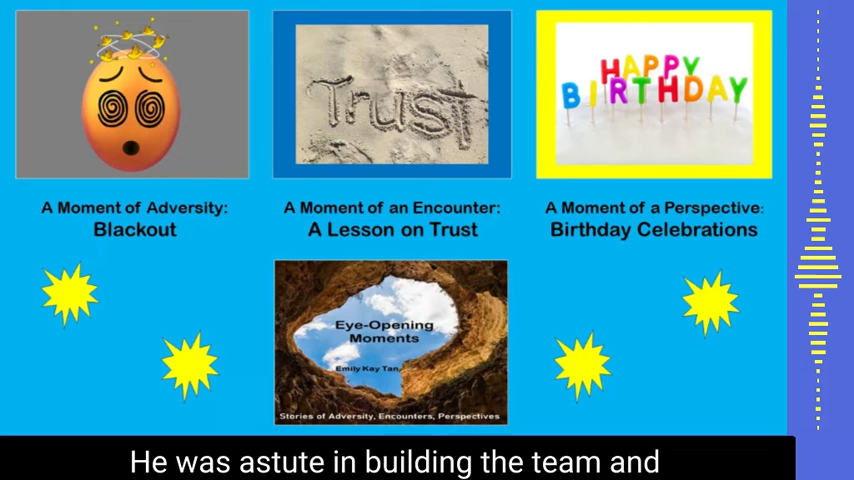 Trust
HAPPY
BIRTHDAY
A Moment of Adversity:
Blackout
A Moment of an Encounter:
A Lesson on Trust
A Moment of a Perspective:
Birthday Celebrations
Eye-Opening
Moments
Emily Kay Tan
Stories of Adversity, Encounters, Perspectives
He was astute in building the team and